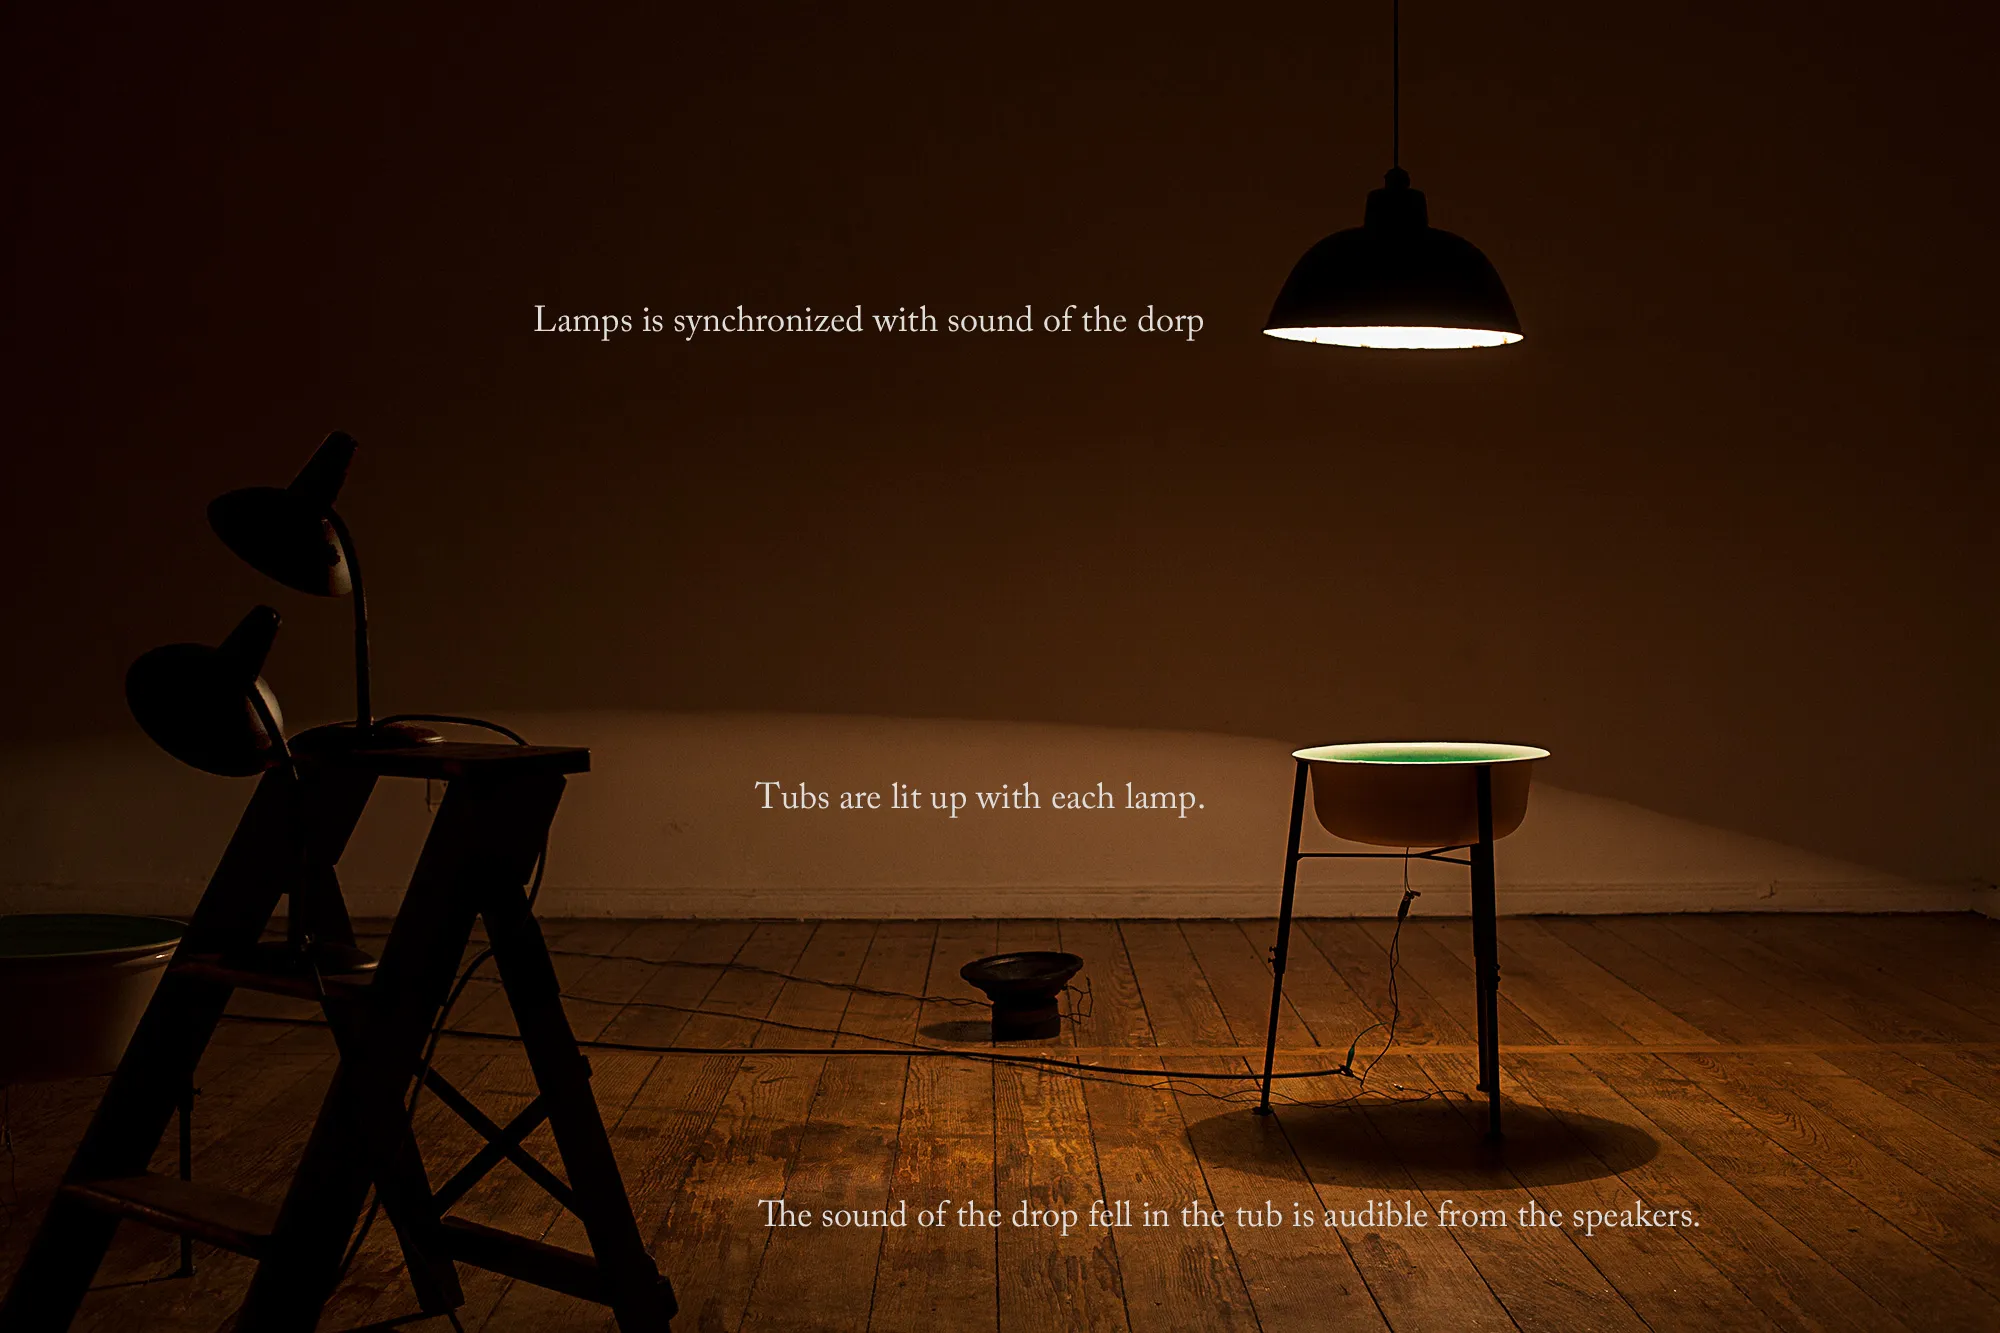 Lamps is synchronized with sound of the dorp
Tubs are lit up with each lamp.
The sound of the drop fell in the tub is audible from the speakers.